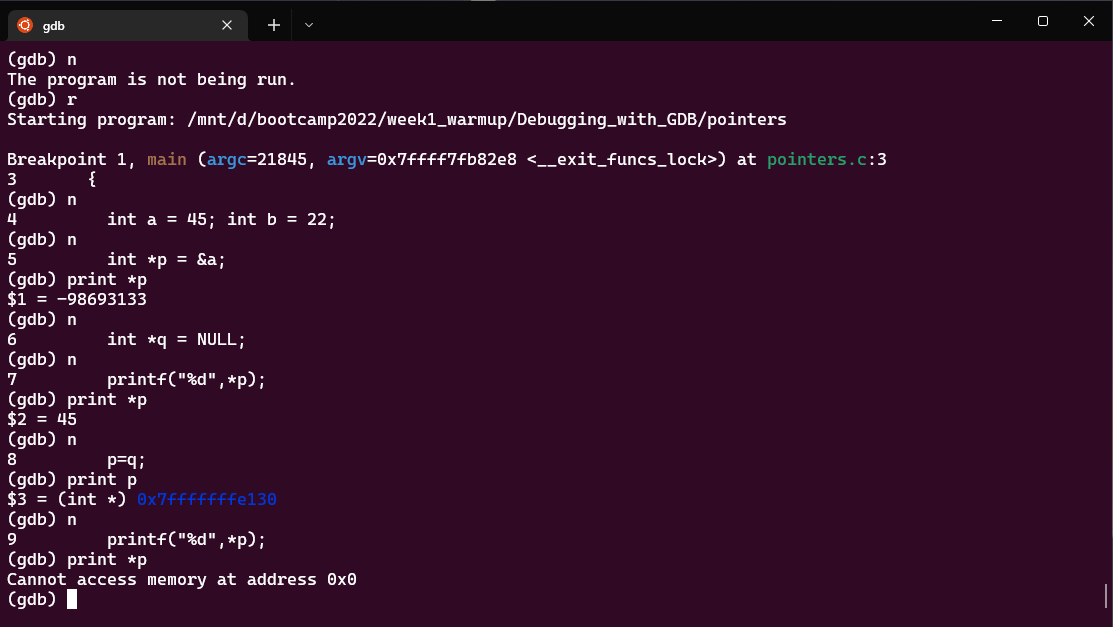 gdb
(gdb) n
The program is not being run.
(gdb) r
Starting program: /mnt/d/bootcamp2022/week1_warmup/Debugging_with_GDB/pointers

Breakpoint 1, main (argc=21845, argv=0x7ffff7fb82e8 <__exit_funcs_lock>) at pointers.c:3
3       {
(gdb) n
4         int a = 45; int b = 22;
(gdb) n
5         int *p = &a;
(gdb) print *p
$1 = -98693133
(gdb) n
6         int *q = NULL;
(gdb) n
7         printf("%d",*p);
(gdb) print *p
$2 = 45
(gdb) n
8         p=q;
(gdb) print p
$3 = (int *) 0x7fffffffe130
(gdb) n
9         printf("%d",*p);
(gdb) print *p
Cannot access memory at address 0x0
(gdb)